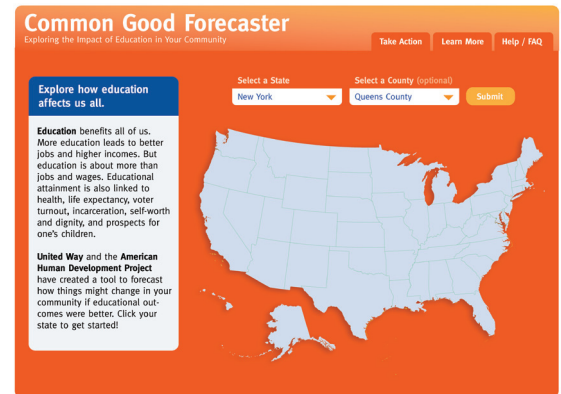 Common Good Forecaster
Exploring the Impact of Education in Your Community
Take Action Learn More Help / FAQ
Select a State Select a County (optional)
New York Queens County Submit
Explore how education
affects us all.
Education benefits all of us.
More education leads to better
jobs and higher incomes. But
education is about more than
jobs and wages. Educational
attainment is also linked to
health, life expectancy, voter
turnout, incarceration, self-worth
and dignity, and prospects for
one's children.
United Way and the American
Human Development Project
have created a tool to forecast
how things might change in your
community if educational out-
comes were better. Click your
state to get started!